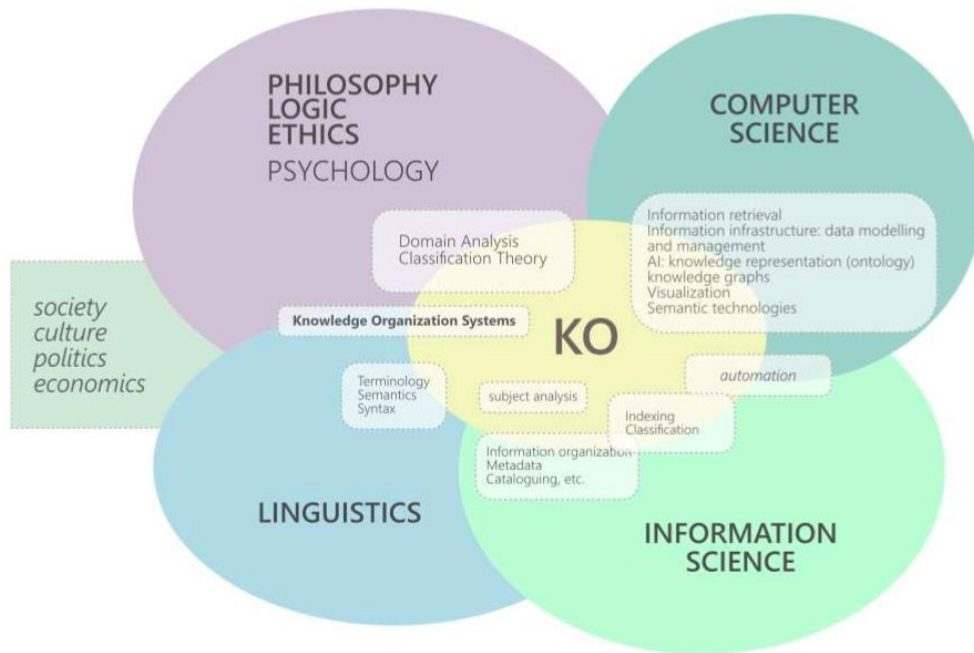 PHILOSOPHY
LOGIC
ETHICS
PSYCHOLOGY
COMPUTER
SCIENCE
Information retrieval
Information infrastructure: data modelling
and management
AI: knowledge representation (ontology)
knowledge graphs
Visualization
Semantic technologies
Domain Analysis
Classification Theory
society
culture
politics
economics
Knowledge Organization Systems
KO
Terminology
Semantics
Syntax
subject analysis
automation
Indexing
Classification
Information organization
Metadata
Cataloguing, etc.
LINGUISTICS
INFORMATION
SCIENCE